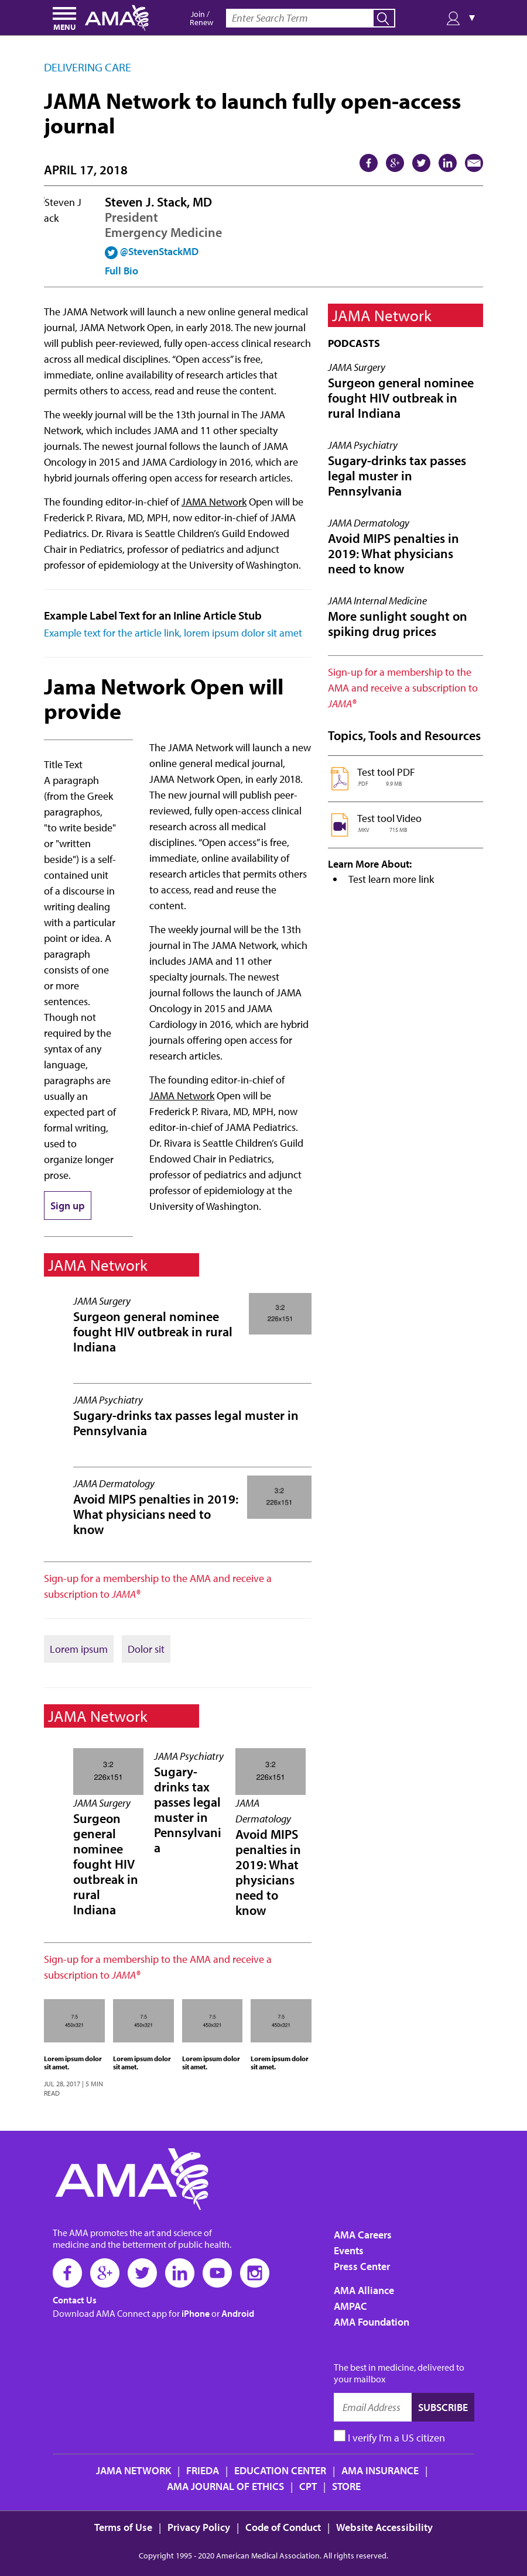 MENU
AMA
Join /
Renew
Enter Search Term
DELIVERING CARE
JAMA Network to launch fully open-access
journal
APRIL 17, 2018
Steven J
ack
Steven J. Stack, MD
President
Emergency Medicine
@StevenStackMD
Full Bio
The JAMA Network will launch a new online general medical
journal, JAMA Network Open, in early 2018. The new journal
will publish peer-reviewed, fully open-access clinical research
across all medical disciplines. “Open access” is free,
immediate, online availability of research articles that
permits others to access, read and reuse the content.
The weekly journal will be the 13th journal in The JAMA
Network, which includes JAMA and 11 other specialty
journals. The newest journal follows the launch of JAMA
Oncology in 2015 and JAMA Cardiology in 2016, which are
hybrid journals offering open access for research articles.
The founding editor-in-chief of JAMA Network Open will be
Frederick P. Rivara, MD, MPH, now editor-in-chief of JAMA
Pediatrics. Dr. Rivara is Seattle Children’s Guild Endowed
Chair in Pediatrics, professor of pediatrics and adjunct
professor of epidemiology at the University of Washington.
Example Label Text for an Inline Article Stub
Example text for the article link, lorem ipsum dolor sit amet
Jama Network Open will
provide
Title Text
A paragraph
(from the Greek
paragraphos,
"to write beside"
or "written
beside") is a self-
contained unit
of a discourse in
writing dealing
with a particular
point or idea. A
paragraph
consists of one
or more
sentences.
Though not
required by the
syntax of any
language,
paragraphs are
usually an
expected part of
formal writing,
used to
organize longer
prose.
Sign up
The JAMA Network will launch a new
online general medical journal,
JAMA Network Open, in early 2018.
The new journal will publish peer-
reviewed, fully open-access clinical
research across all medical
disciplines. “Open access” is free,
immediate, online availability of
research articles that permits others
to access, read and reuse the
content.
The weekly journal will be the 13th
journal in The JAMA Network, which
includes JAMA and 11 other
specialty journals. The newest
journal follows the launch of JAMA
Oncology in 2015 and JAMA
Cardiology in 2016, which are hybrid
journals offering open access for
research articles.
The founding editor-in-chief of
JAMA Network Open will be
Frederick P. Rivara, MD, MPH, now
editor-in-chief of JAMA Pediatrics.
Dr. Rivara is Seattle Children’s Guild
Endowed Chair in Pediatrics,
professor of pediatrics and adjunct
professor of epidemiology at the
University of Washington.
JAMA Network
JAMA Surgery
Surgeon general nominee
fought HIV outbreak in rural
Indiana
3:2
226x151
JAMA Psychiatry
Sugary-drinks tax passes legal muster in
Pennsylvania
JAMA Dermatology
Avoid MIPS penalties in 2019:
What physicians need to
know
3:2
226x151
Sign-up for a membership to the AMA and receive a
subscription to JAMA®
Lorem ipsum
Dolor sit
JAMA Network
3:2
226x151
JAMA Surgery
Surgeon
general
nominee
fought HIV
outbreak in
rural
Indiana
JAMA Psychiatry
Sugary-
drinks tax
passes legal
muster in
Pennsylvani
a
3:2
226x151
JAMA
Dermatology
Avoid MIPS
penalties in
2019: What
physicians
need to
know
Sign-up for a membership to the AMA and receive a
subscription to JAMA®
7:5
450x321
Lorem ipsum dolor
sit amet.
JUL 28, 2017 | 5 MIN
READ
7:5
450x321
Lorem ipsum dolor
sit amet.
7:5
450x321
Lorem ipsum dolor
sit amet.
7:5
450x321
Lorem ipsum dolor
sit amet.
JAMA Network
PODCASTS
JAMA Surgery
Surgeon general nominee
fought HIV outbreak in
rural Indiana
JAMA Psychiatry
Sugary-drinks tax passes
legal muster in
Pennsylvania
JAMA Dermatology
Avoid MIPS penalties in
2019: What physicians
need to know
JAMA Internal Medicine
More sunlight sought on
spiking drug prices
Sign-up for a membership to the
AMA and receive a subscription to
JAMA®
Topics, Tools and Resources
Test tool PDF
.PDF 9.9 MB
Test tool Video
.MKV 71.5 MB
Learn More About:
• Test learn more link
AMA
The AMA promotes the art and science of
medicine and the betterment of public health.
Contact Us
Download AMA Connect app for iPhone or Android
AMA Careers
Events
Press Center
AMA Alliance
AMPAC
AMA Foundation
The best in medicine, delivered to
your mailbox
Email Address SUBSCRIBE
I verify I'm a US citizen
AMA NETWORK | FRIEDA | EDUCATION CENTER | AMA INSURANCE |
AMA JOURNAL OF ETHICS | CPT | STORE
Terms of Use | Privacy Policy | Code of Conduct | Website Accessibility
Copyright 1995 - 2020 American Medical Association. All rights reserved.